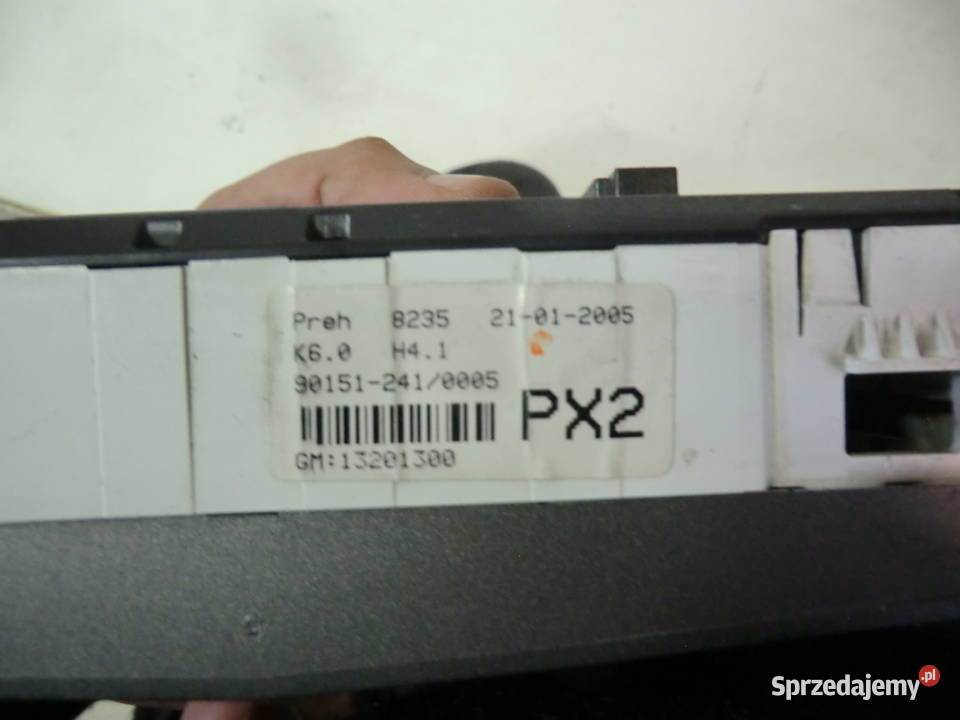 Preh 8235 21-01-2005
K6.0 H4.1
90151-241/0005
PX2
GM:13201300
Sprzedajemy.pl